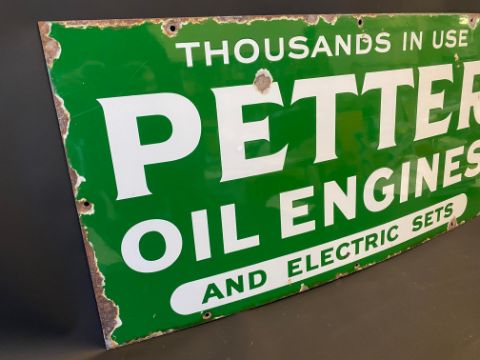 THOUSANDS IN USE
PETTER
OIL ENGINES
AND ELECTRIC SETS